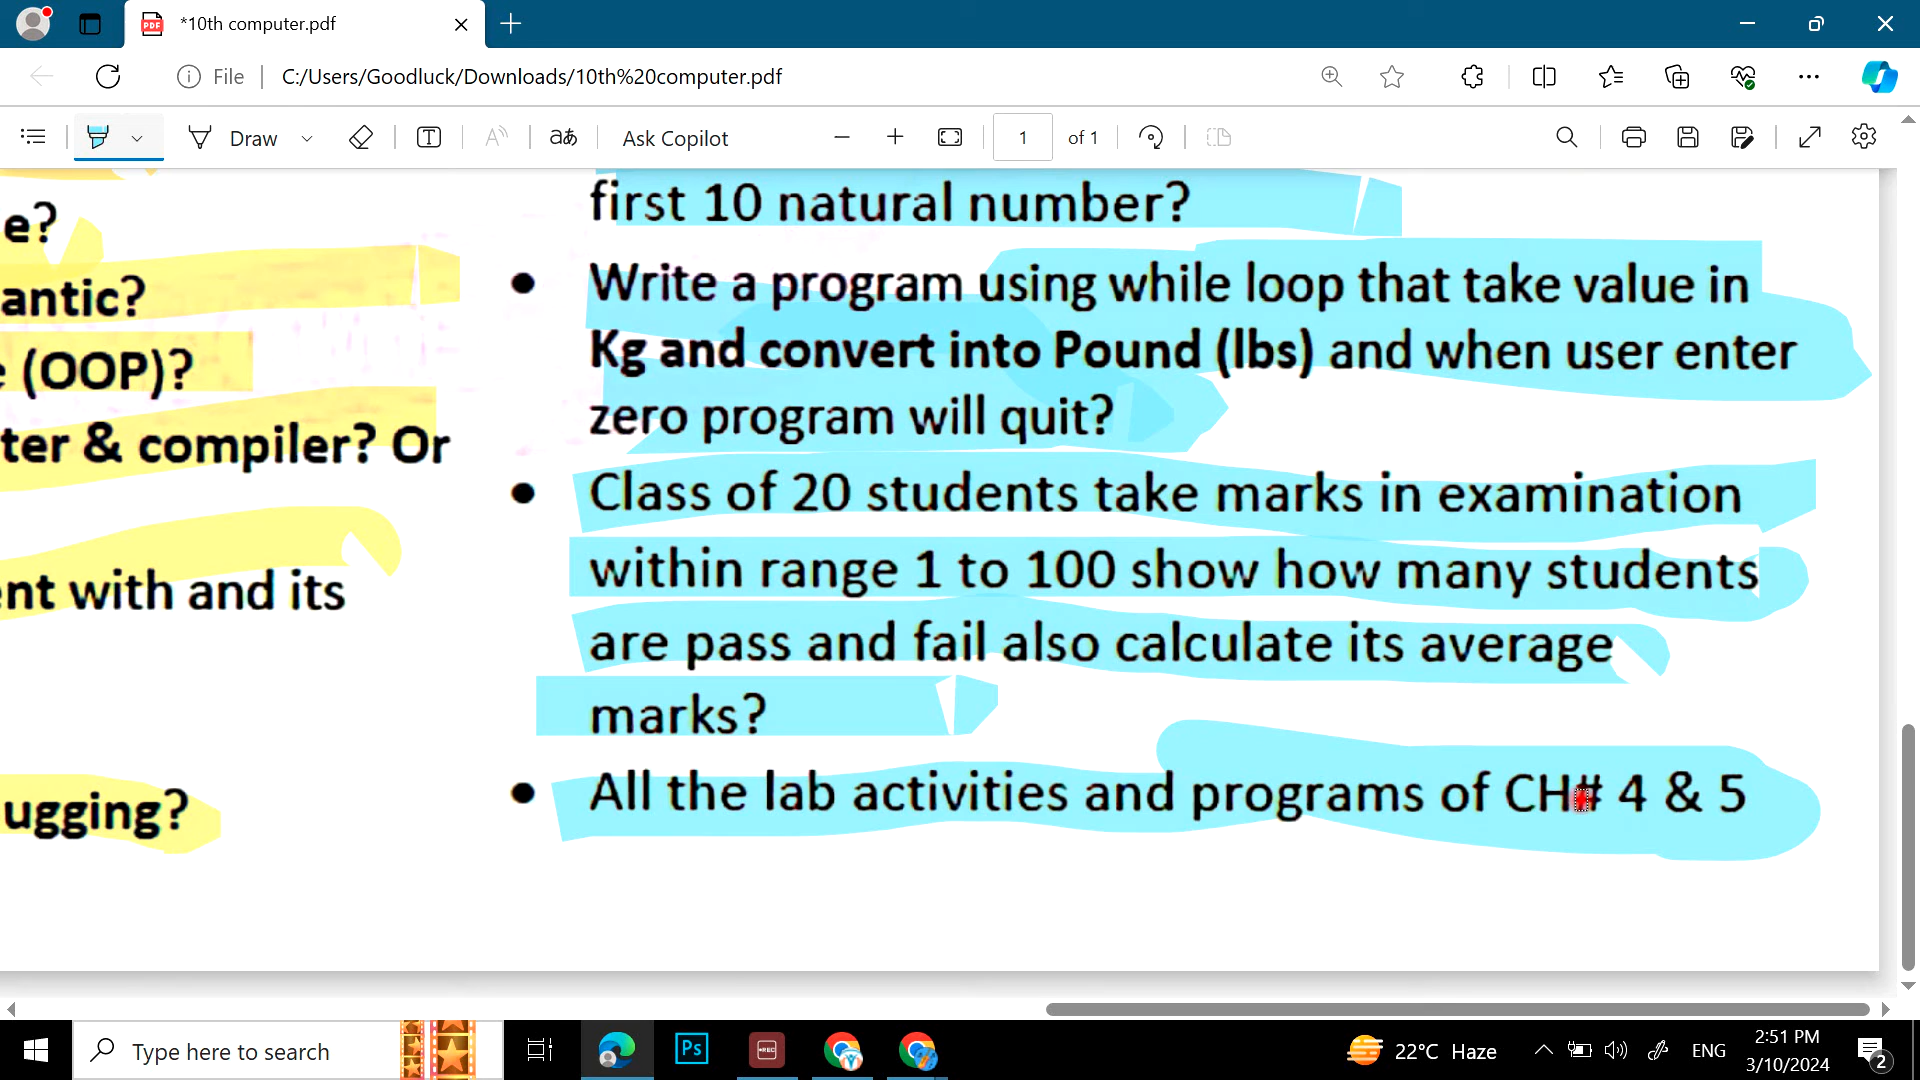 *10th computer.pdf
File
C:/Users/Goodluck/Downloads/10th%20computer.pdf
Draw
Ask Copilot
1
of 1
e?
antic?
(OOP)?
ter & compiler? Or
ent with and its
ugging?
first 10 natural number?
• Write a program using while loop that take value in
Kg and convert into Pound (lbs) and when user enter
zero program will quit?
• Class of 20 students take marks in examination
within range 1 to 100 show how many students
are pass and fail also calculate its average
marks?
• All the lab activities and programs of CH# 4 & 5
Type here to search
Ps
REC
22°C Haze
ENG
2:51 PM
3/10/2024
2